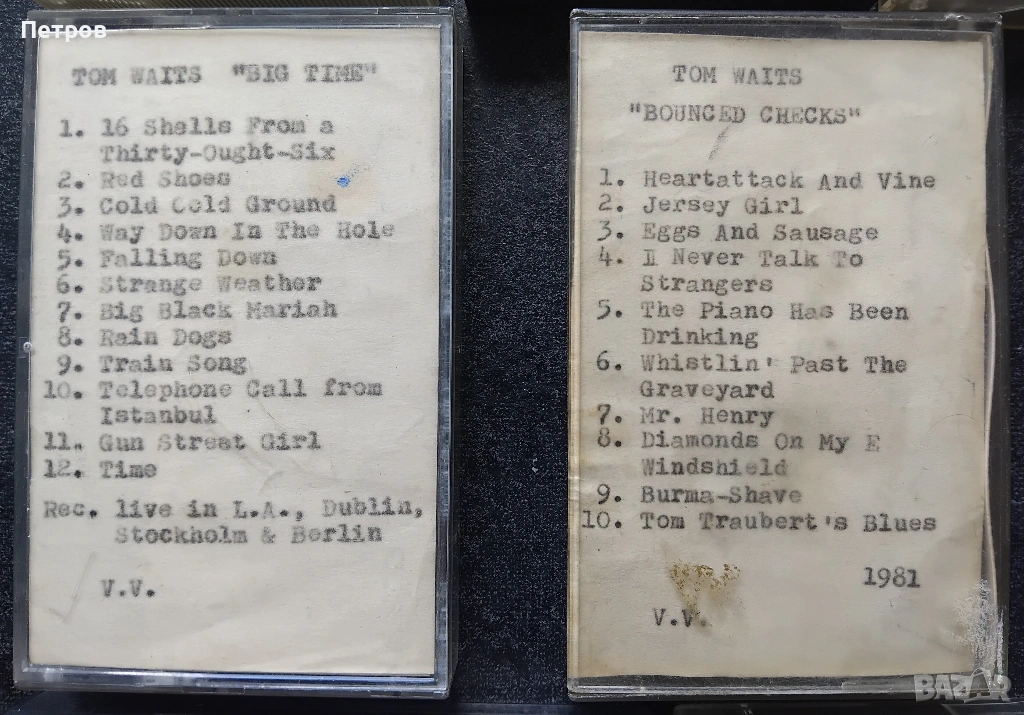 Петров
TOM WAITS "BIG TIME"
1. 16 Shells From a
Thirty-Ought-Six
2. Red Shoes
3. Cold Cold Ground
4. Way Down In The Hole
5. Falling Down
6. Strange Weather
7. Big Black Mariah
8. Rain Dogs
9. Train Song
10. Telephone Call from
Istanbul
11. Gun Street Girl
12. Time
Rec. live in L.A., Dublin,
Stockholm & Berlin
V.V.
TOM WAITS
"BOUNCED CHECKS"
1. Heartattack And Vine
2. Jersey Girl
3. Eggs And Sausage
4. I Never Talk To
Strangers
5. The Piano Has Been
Drinking
6. Whistlin' Past The
Graveyard
7. Mr. Henry
8. Diamonds On My E
Windshield
9. Burma-Shave
10. Tom Traubert's Blues
1981
V.V.
BAZAR